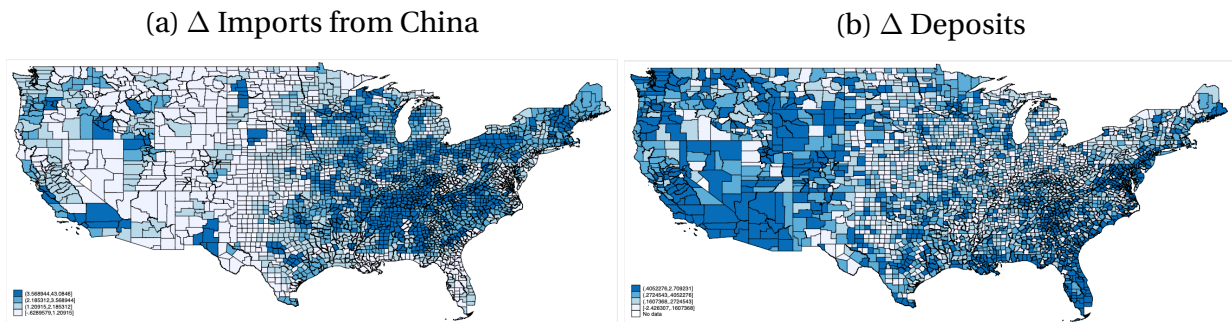 (a) Δ Imports from China
(b) Δ Deposits
(3.568944,43.0846]
(2.185312,3.568944]
(1.20915,2.185312]
[-.6289579,1.20915]
(.4052276,2.709231]
(.2724543,.4052276]
(.1607368,.2724543]
[-2.426307,.1607368]
No data